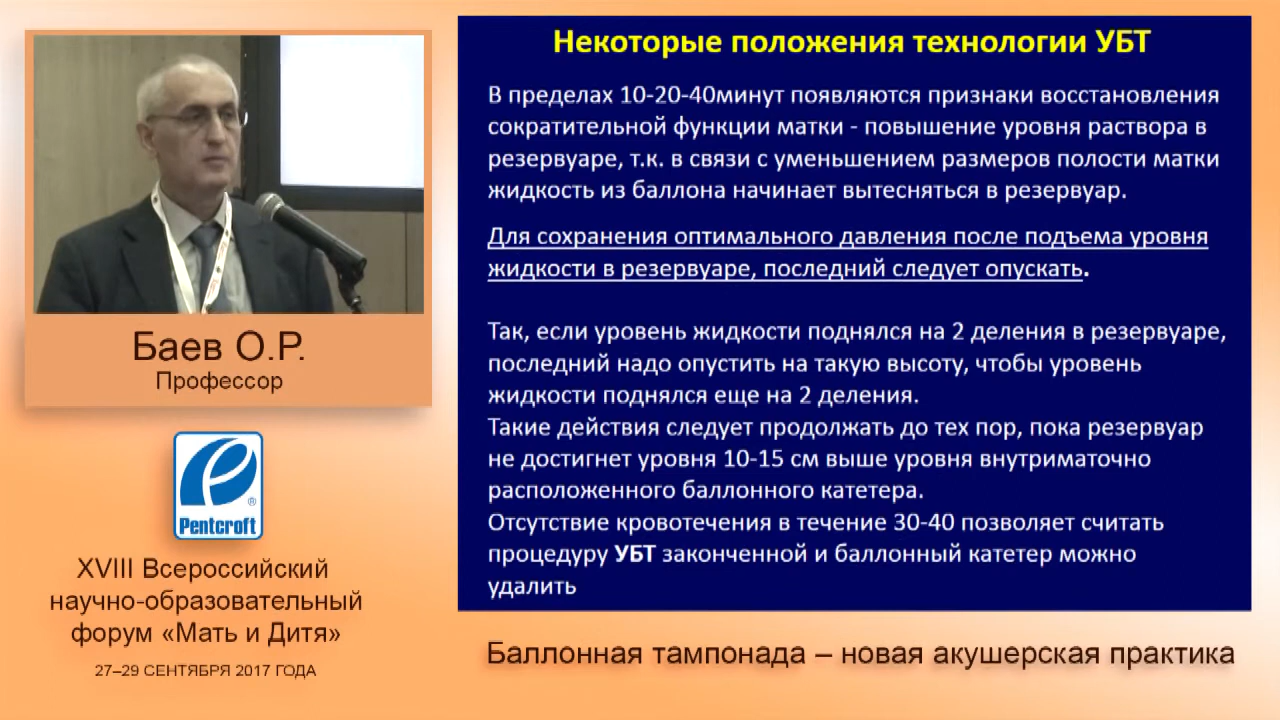 Некоторые положения технологии УБТ
В пределах 10-20-40минут появляются признаки восстановления
сократительной функции матки - повышение уровня раствора в
резервуаре, т.к. в связи с уменьшением размеров полости матки
жидкость из баллона начинает вытесняться в резервуар.
Для сохранения оптимального давления после подъема уровня
жидкости в резервуаре, последний следует опускать.
Так, если уровень жидкости поднялся на 2 деления в резервуаре,
последний надо опустить на такую высоту, чтобы уровень
жидкости поднялся еще на 2 деления.
Такие действия следует продолжать до тех пор, пока резервуар
не достигнет уровня 10-15 см выше уровня внутриматочно
расположенного баллонного катетера.
Отсутствие кровотечения в течение 30-40 позволяет считать
процедуру УБТ законченной и баллонный катетер можно
удалить
Баев О.Р.
Профессор
Pentcroft ®
XVIII Всероссийский
научно-образовательный
форум «Мать и Дитя»
27–29 СЕНТЯБРЯ 2017 ГОДА
Баллонная тампонада – новая акушерская практика